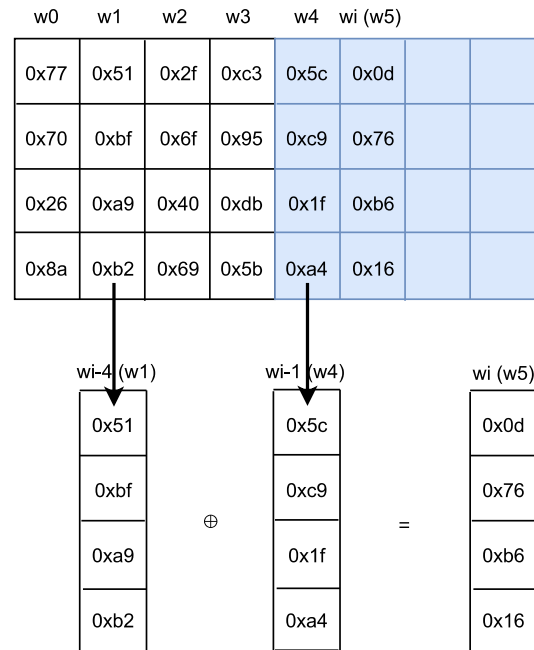 w0 w1 w2 w3 w4 wi (w5)
0x77 0x51 0x2f 0xc3 0x5c 0x0d
0x70 0xbf 0x6f 0x95 0xc9 0x76
0x26 0xa9 0x40 0xdb 0x1f 0xb6
0x8a 0xb2 0x69 0x5b 0xa4 0x16
wi-4 (w1) wi-1 (w4) wi (w5)
0x51 0x5c 0x0d
0xbf 0xc9 0x76
⊕ =
0xa9 0x1f 0xb6
0xb2 0xa4 0x16